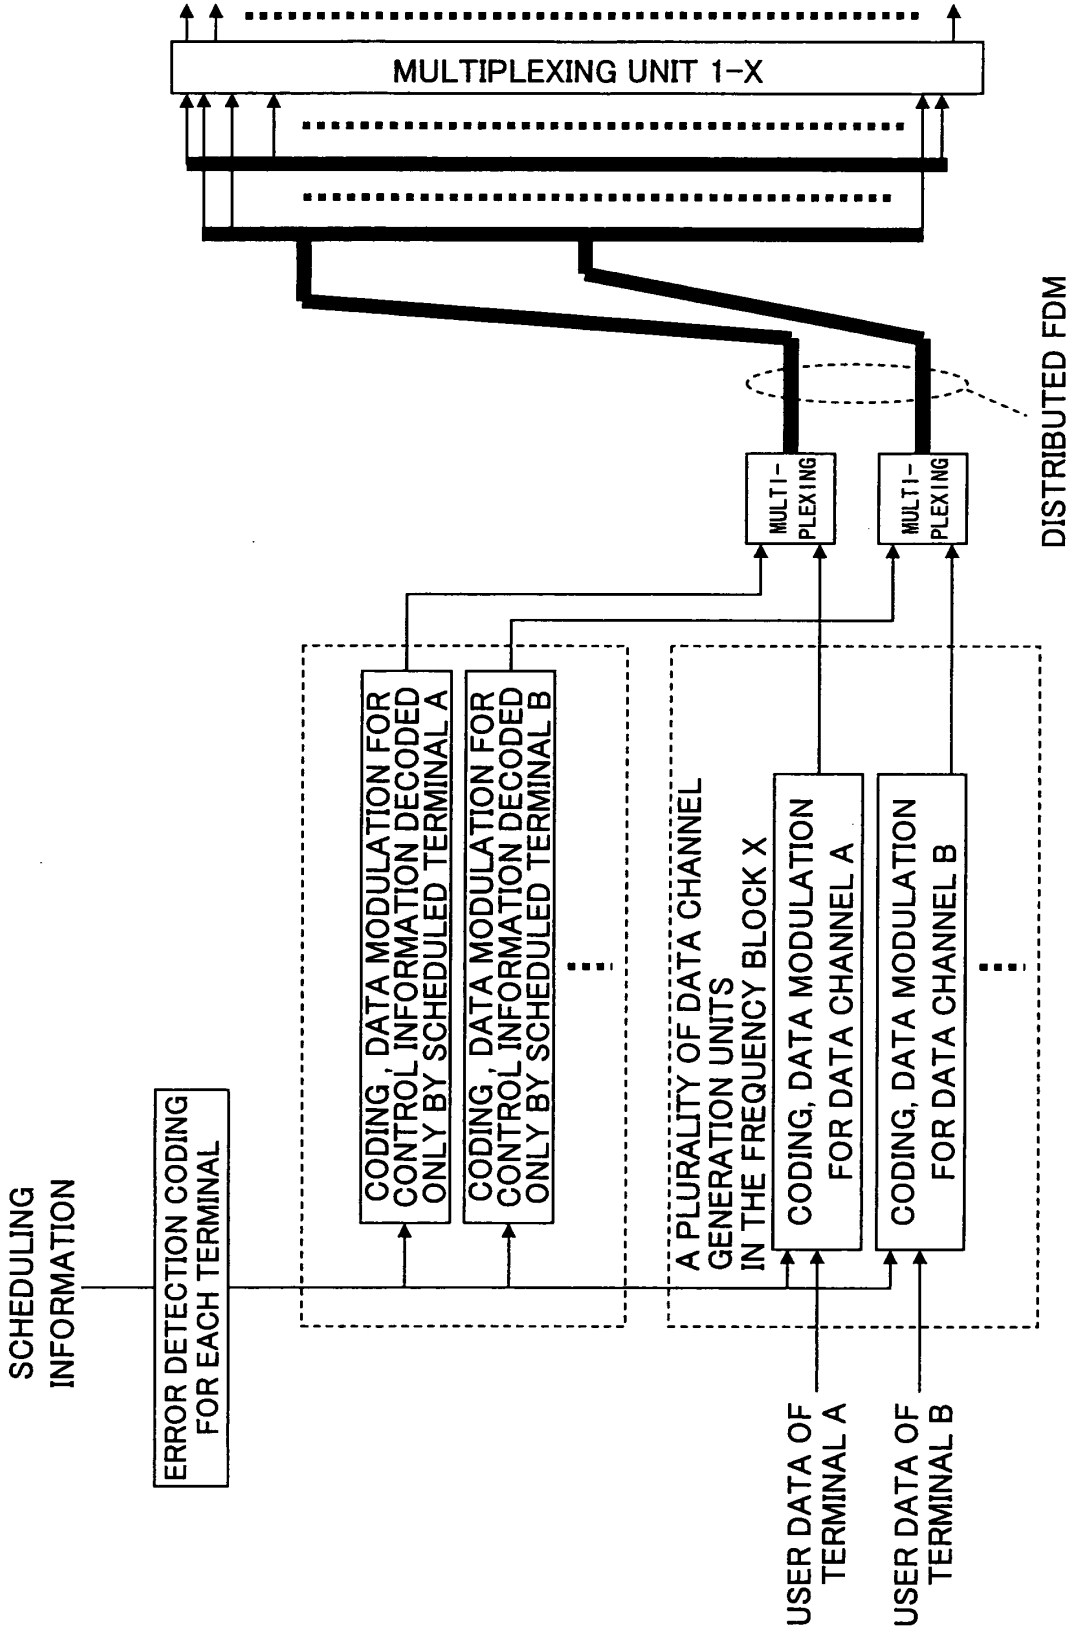 SCHEDULING
INFORMATION
ERROR DETECTION CODING
FOR EACH TERMINAL
CODING, DATA MODULATION FOR
CONTROL INFORMATION DECODED
ONLY BY SCHEDULED TERMINAL A
CODING, DATA MODULATION FOR
CONTROL INFORMATION DECODED
ONLY BY SCHEDULED TERMINAL B
A PLURALITY OF DATA CHANNEL
GENERATION UNITS
IN THE FREQUENCY BLOCK X
CODING, DATA MODULATION
FOR DATA CHANNEL A
CODING, DATA MODULATION
FOR DATA CHANNEL B
USER DATA OF
TERMINAL A
USER DATA OF
TERMINAL B
MULTI-
PLEXING
MULTI-
PLEXING
DISTRIBUTED FDM
MULTIPLEXING UNIT 1-X